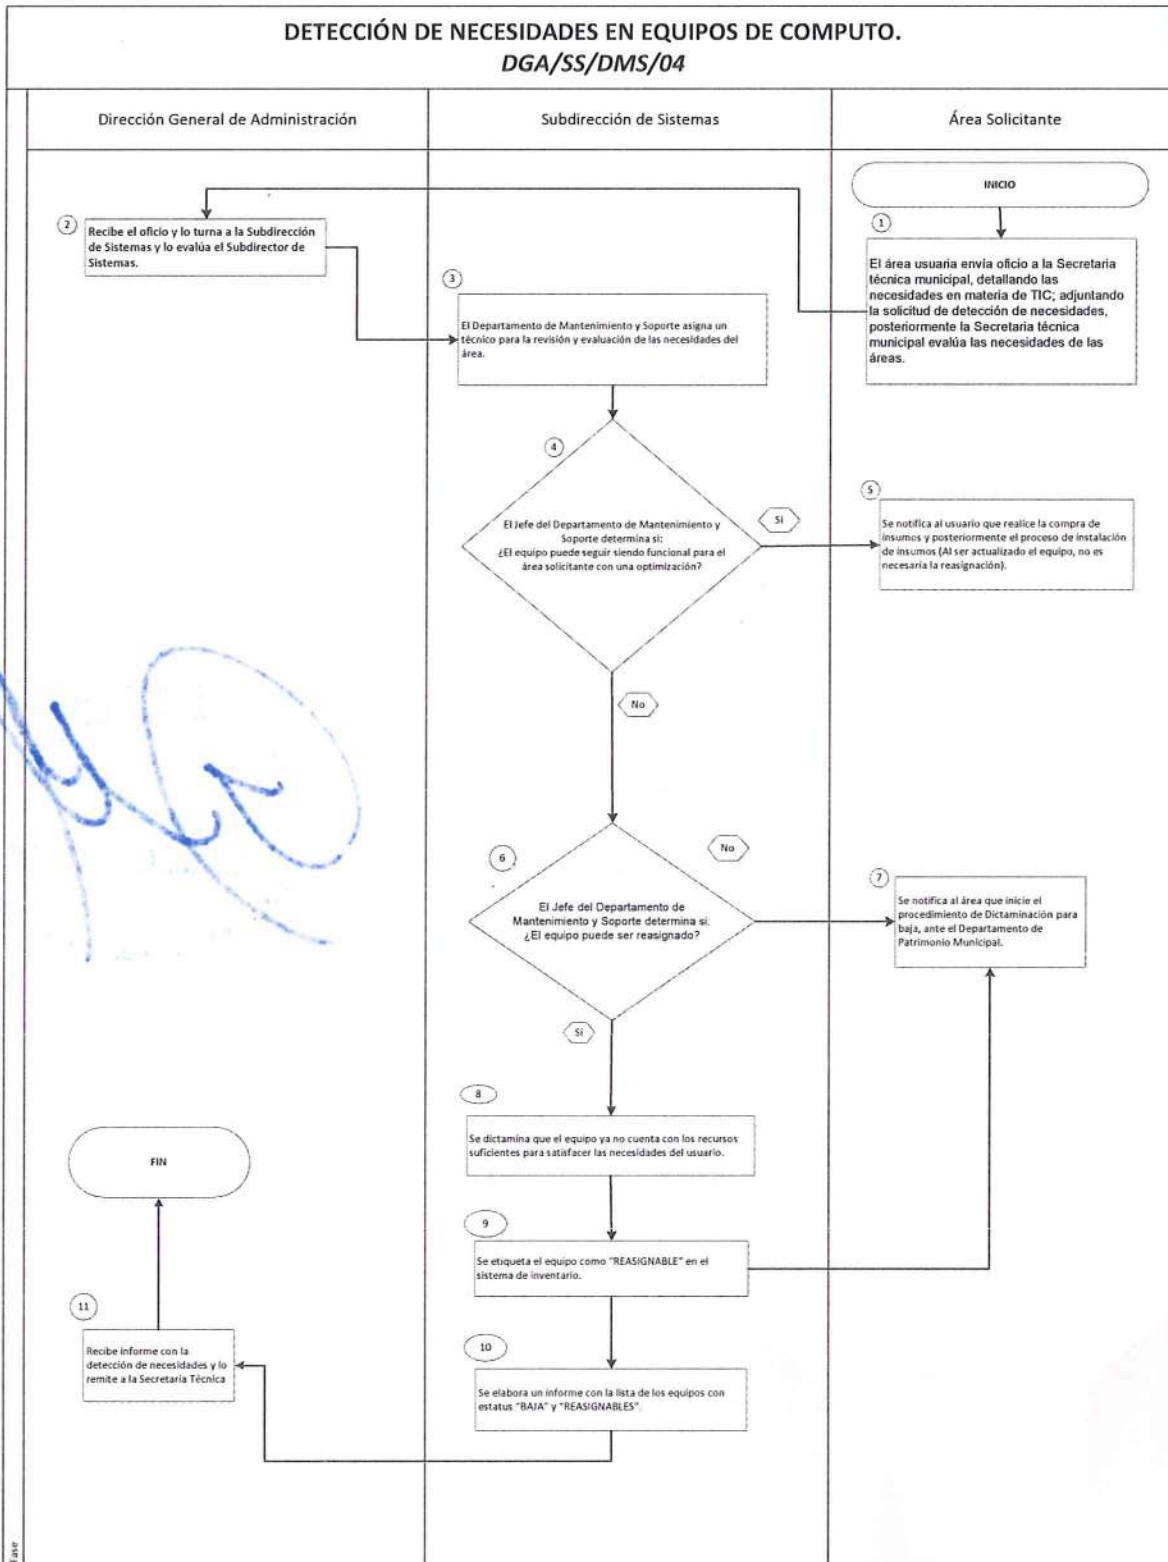 DETECCIÓN DE NECESIDADES EN EQUIPOS DE COMPUTO.
DGA/SS/DMS/04
Dirección General de Administración
Subdirección de Sistemas
Área Solicitante
INICIO
1
El área usuaria envía oficio a la Secretaria
técnica municipal, detallando las
necesidades en materia de TIC; adjuntando
la solicitud de detección de necesidades,
posteriormente la Secretaria técnica
municipal evalúa las necesidades de las
áreas.
2
Recibe el oficio y lo turna a la Subdirección
de Sistemas y lo evalúa el Subdirector de
Sistemas.
3
El Departamento de Mantenimiento y Soporte asigna un
técnico para la revisión y evaluación de las necesidades del
área.
4
El Jefe del Departamento de Mantenimiento y
Soporte determina si:
¿El equipo puede seguir siendo funcional para el
área solicitante con una optimización?
Si
5
Se notifica al usuario que realice la compra de
insumos y posteriormente el proceso de instalación
de insumos (Al ser actualizado el equipo, no es
necesaria la reasignación).
No
6
El Jefe del Departamento de
Mantenimiento y Soporte determina si:
¿El equipo puede ser reasignado?
No
7
Se notifica al área que inicie el
procedimiento de Dictaminación para
baja, ante el Departamento de
Patrimonio Municipal.
Si
8
Se dictamina que el equipo ya no cuenta con los recursos
suficientes para satisfacer las necesidades del usuario.
9
Se etiqueta el equipo como "REASIGNABLE" en el
sistema de inventario.
10
Se elabora un informe con la lista de los equipos con
estatus "BAJA" y "REASIGNABLES".
11
Recibe informe con la
detección de necesidades y lo
remite a la Secretaría Técnica
FIN
Fase